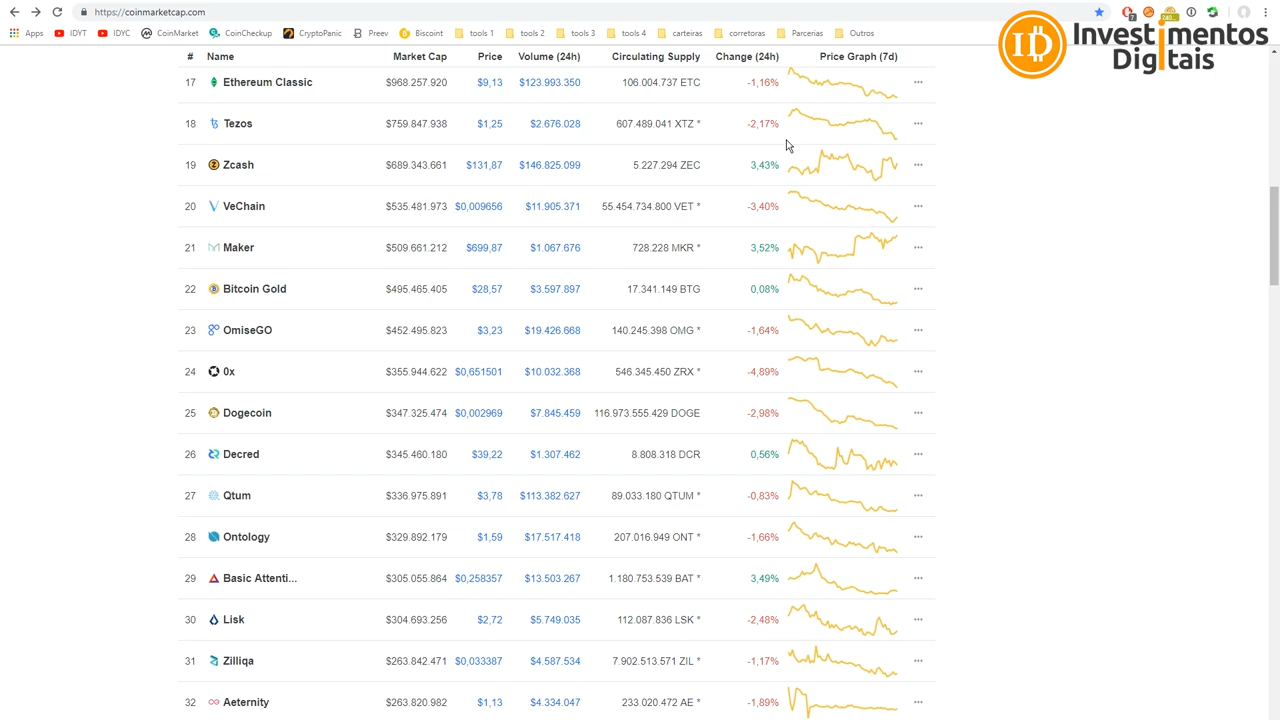 https://coinmarketcap.com
7
240...
Apps IDYT IDYC CoinMarket CoinCheckup CryptoPanic Preev Biscoint tools 1 tools 2 tools 3 tools 4 carteiras corretoras Parcerias Outros
ID Investimentos
Digitais
# Name Market Cap Price Volume (24h) Circulating Supply Change (24h) Price Graph (7d)
17 Ethereum Classic $968.257.920 $9,13 $123.993.350 106.004.737 ETC -1,16%
18 Tezos $759.847.938 $1,25 $2.676.028 607.489.041 XTZ * -2,17%
19 Zcash $689.343.661 $131,87 $146.825.099 5.227.294 ZEC 3,43%
20 VeChain $535.481.973 $0,009656 $11.905.371 55.454.734.800 VET * -3,40%
21 Maker $509.661.212 $699,87 $1.067.676 728.228 MKR * 3,52%
22 Bitcoin Gold $495.465.405 $28,57 $3.597.897 17.341.149 BTG 0,08%
23 OmiseGO $452.495.823 $3,23 $19.426.668 140.245.398 OMG * -1,64%
24 0x $355.944.622 $0,651501 $10.032.368 546.345.450 ZRX * -4,89%
25 Dogecoin $347.325.474 $0,002969 $7.845.459 116.973.555.429 DOGE -2,98%
26 Decred $345.460.180 $39,22 $1.307.462 8.808.318 DCR 0,56%
27 Qtum $336.975.891 $3,78 $113.382.627 89.033.180 QTUM * -0,83%
28 Ontology $329.892.179 $1,59 $17.517.418 207.016.949 ONT * -1,66%
29 Basic Attenti... $305.055.864 $0,258357 $13.503.267 1.180.753.539 BAT * 3,49%
30 Lisk $304.693.256 $2,72 $5.749.035 112.087.836 LSK * -2,48%
31 Zilliqa $263.842.471 $0,033387 $4.587.534 7.902.513.571 ZIL * -1,17%
32 Aeternity $263.820.982 $1,13 $4.334.047 233.020.472 AE * -1,89%